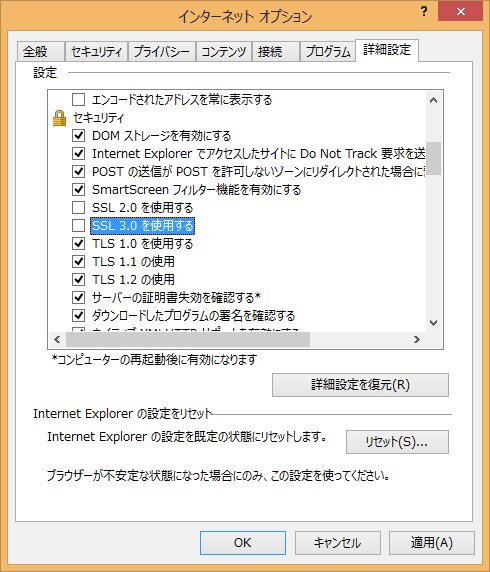 インターネット オプション
?
全般 セキュリティ プライバシー コンテンツ 接続 プログラム 詳細設定
設定
エンコードされたアドレスを常に表示する
セキュリティ
DOM ストレージを有効にする
Internet Explorer でアクセスしたサイトに Do Not Track 要求を送
POST の送信が POST を許可しないゾーンにリダイレクトされた場合に
SmartScreen フィルター機能を有効にする
SSL 2.0 を使用する
SSL 3.0 を使用する
TLS 1.0 を使用する
TLS 1.1 の使用
TLS 1.2 の使用
サーバーの証明書失効を確認する*
ダウンロードしたプログラムの署名を確認する
*コンピューターの再起動後に有効になります
詳細設定を復元(R)
Internet Explorer の設定をリセット
Internet Explorer の設定を既定の状態にリセットします。
リセット(S)...
ブラウザーが不安定な状態になった場合にのみ、この設定を使ってください。
OK キャンセル 適用(A)